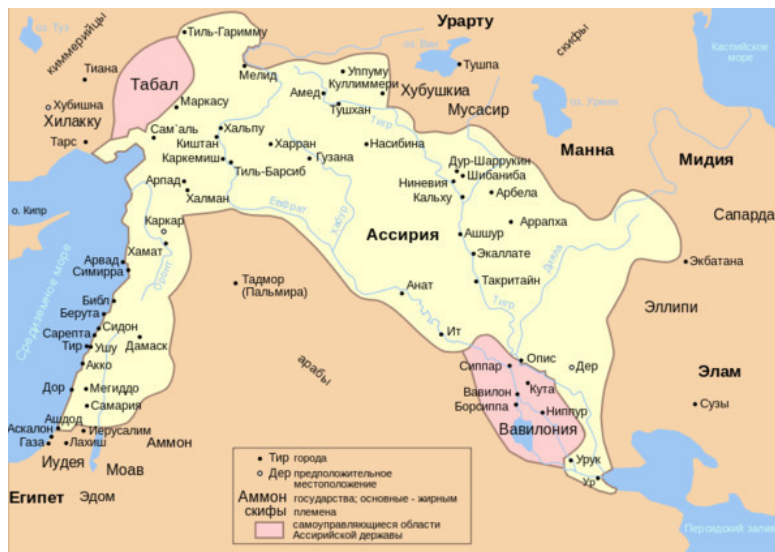 оз. Тух
киммерийцы
Тиль-Гаримму
Урарту
скифы
Каспийское
море
Тиана
Табал
Мелид
Уппуму
Куллиммери
оз. Ван
Тушпа
Хубушкиа
Хубишна
Хилакку
Маркасу
Амед
Тушхан
Мусасир
оз. Урмия
Тарс
Сам`аль
Хальпу
Киштан
Каркемиш
Тиль-Барсиб
Харран
Гузана
Насибина
Тигр
Манна
Мидия
Дур-Шаррукин
Шибаниба
Ниневия
Арбела
Кальху
Арпад
Халман
о. Кипр
Евфрат
Хабур
Сапарда
Каркар
Хамат
Ассирия
Аррапха
Ашшур
Экаллате
Дияла
Экбатана
Арвад
Симирра
Оронт
Тадмор
(Пальмира)
Анат
Такритайн
Тигр
Эллипи
Средиземное море
Библ
Берута
Сидон
Сарепта
Тир
Ушу
Дамаск
Ит
Акко
арабы
Сиппар
Опис
Дер
Элам
Дор
Мегиддо
Самария
Вавилон
Кута
Борсиппа
Ниппур
Сузы
Вавилония
Ашдод
Аскалон
Иерусалим
Газа
Лахиш
Аммон
Иудея
Моав
Урук
Ур
Египет
Эдом
Персидский залив
Тир города
Дер предположительное
местоположение
Аммон государства; основные - жирным
скифы племена
самоуправляющиеся области
Ассирийской державы